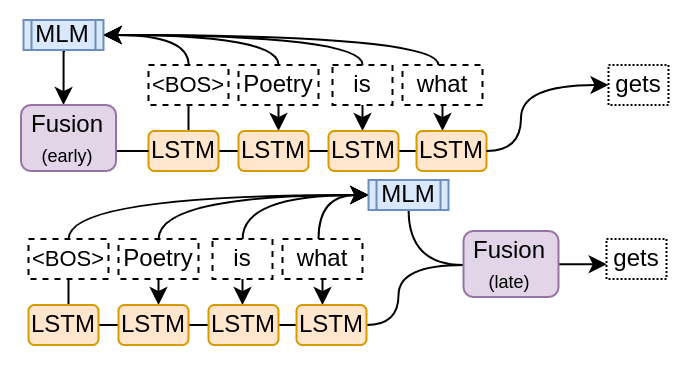 MLM
<BOS> Poetry is what gets
Fusion
(early)
LSTM LSTM LSTM LSTM
MLM
<BOS> Poetry is what Fusion gets
(late)
LSTM LSTM LSTM LSTM